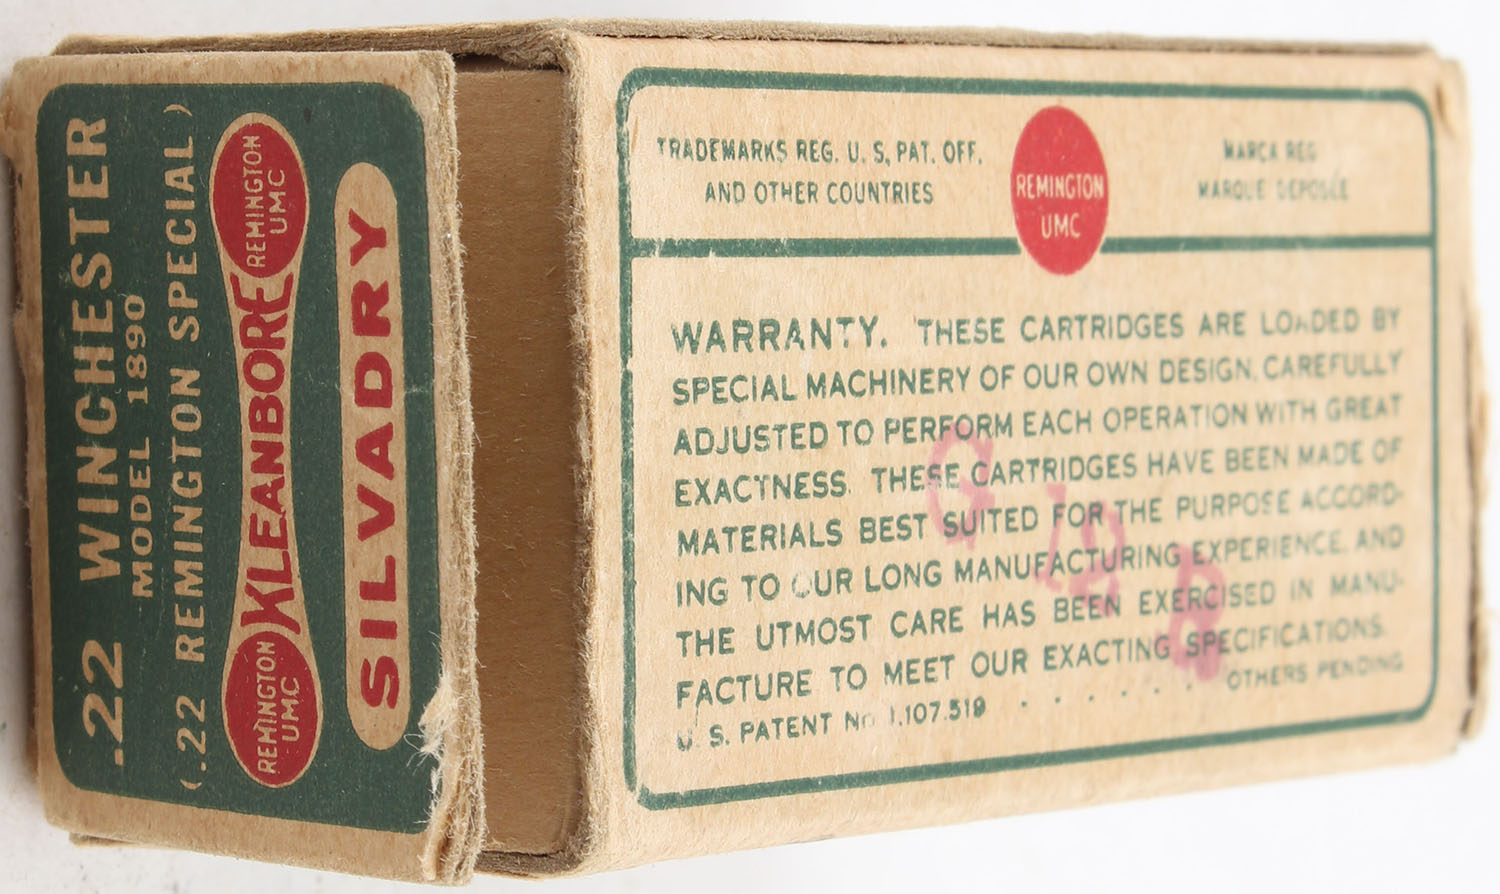 .22 WINCHESTER
MODEL 1890
(.22 REMINGTON SPECIAL)
REMINGTON
UMC
KLEANBORE
REMINGTON
UMC
SILVADRY
TRADEMARKS REG. U. S, PAT. OFF.
AND OTHER COUNTRIES
REMINGTON
UMC
MARCA REG
MARQUE DEPOSEE
WARRANTY. THESE CARTRIDGES ARE LOADED BY
SPECIAL MACHINERY OF OUR OWN DESIGN, CAREFULLY
ADJUSTED TO PERFORM EACH OPERATION WITH GREAT
EXACTNESS. THESE CARTRIDGES HAVE BEEN MADE OF
MATERIALS BEST SUITED FOR THE PURPOSE ACCORD-
ING TO OUR LONG MANUFACTURING EXPERIENCE, AND
THE UTMOST CARE HAS BEEN EXERCISED IN MANU-
FACTURE TO MEET OUR EXACTING SPECIFICATIONS.
U. S. PATENT No 1,107,519 . . . . . . OTHERS PENDING